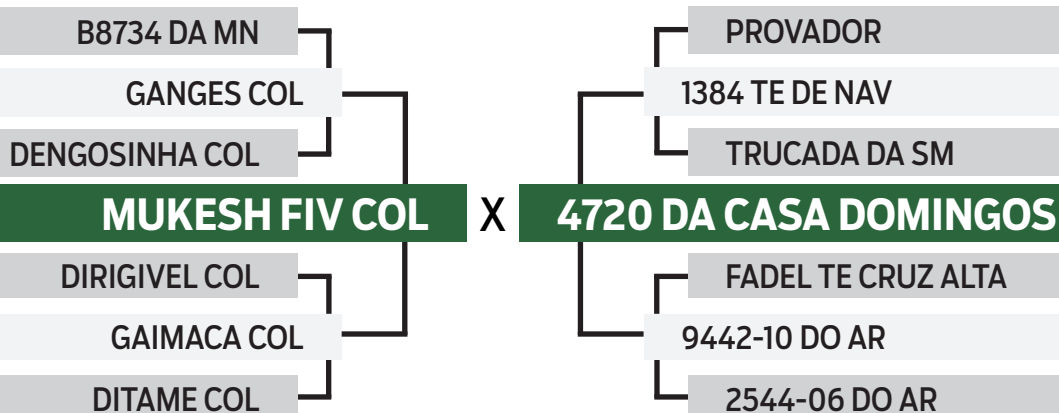 B8734 DA MN
GANGES COL
DENGOSINHA COL
MUKESH FIV COL
DIRIGIVEL COL
GAIMACA COL
DITAME COL
X
PROVADOR
1384 TE DE NAV
TRUCADA DA SM
4720 DA CASA DOMINGOS
FADEL TE CRUZ ALTA
9442-10 DO AR
2544-06 DO AR